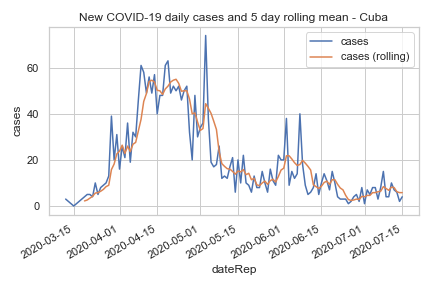 New COVID-19 daily cases and 5 day rolling mean - Cuba
cases
cases (rolling)
cases
60
40
20
0
2020-03-15
2020-04-01
2020-04-15
2020-05-01
2020-05-15
2020-06-01
2020-06-15
2020-07-01
2020-07-15
dateRep